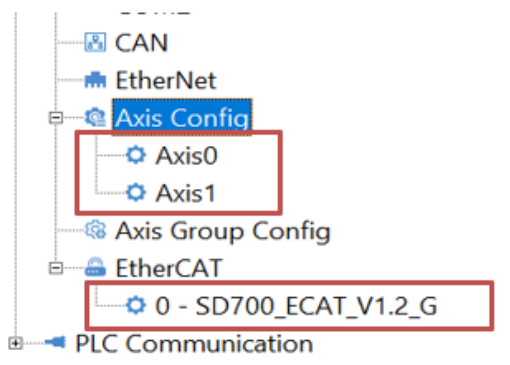 CAN
EtherNet
Axis Config
Axis0
Axis1
Axis Group Config
EtherCAT
0 - SD700_ECAT_V1.2_G
PLC Communication